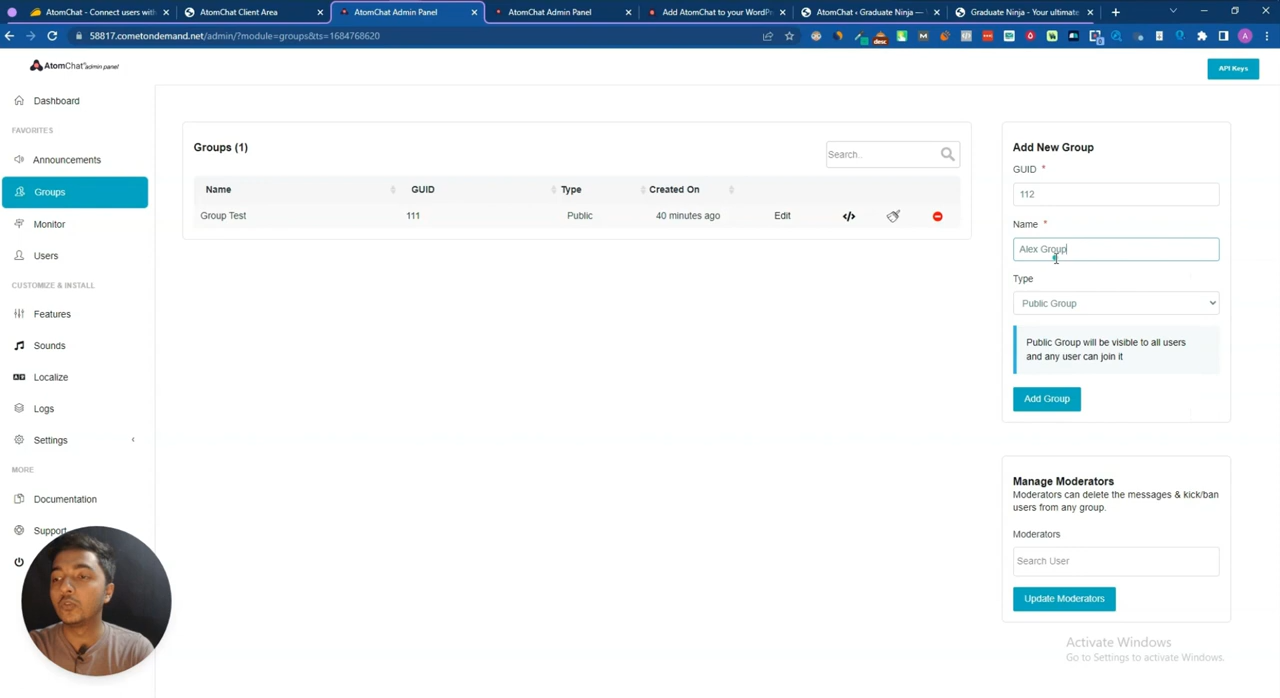 AtomChat - Connect users with
AtomChat Client Area
AtomChat Admin Panel
AtomChat Admin Panel
Add AtomChat to your WordPr
AtomChat ‹ Graduate Ninja —
Graduate Ninja - Your ultimate
58817.cometondemand.net/admin/?module=groups&ts=1684768620
AtomChat admin panel
API Keys
Dashboard
FAVORITES
Announcements
Groups
Monitor
Users
CUSTOMIZE & INSTALL
Features
Sounds
Localize
Logs
Settings
MORE
Documentation
Support
Groups (1)
Search..
Name GUID Type Created On
Group Test 111 Public 40 minutes ago Edit
Add New Group
GUID *
112
Name *
Alex Group
Type
Public Group
Public Group will be visible to all users
and any user can join it
Add Group
Manage Moderators
Moderators can delete the messages & kick/ban
users from any group.
Moderators
Search User
Update Moderators
Activate Windows
Go to Settings to activate Windows.